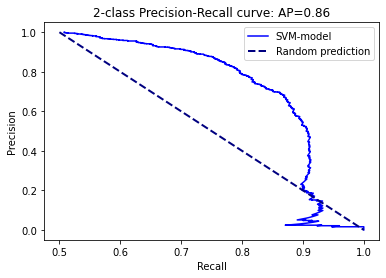 2-class Precision-Recall curve: AP=0.86
SVM-model
Random prediction
Precision
1.0
0.8
0.6
0.4
0.2
0.0
0.5 0.6 0.7 0.8 0.9 1.0
Recall